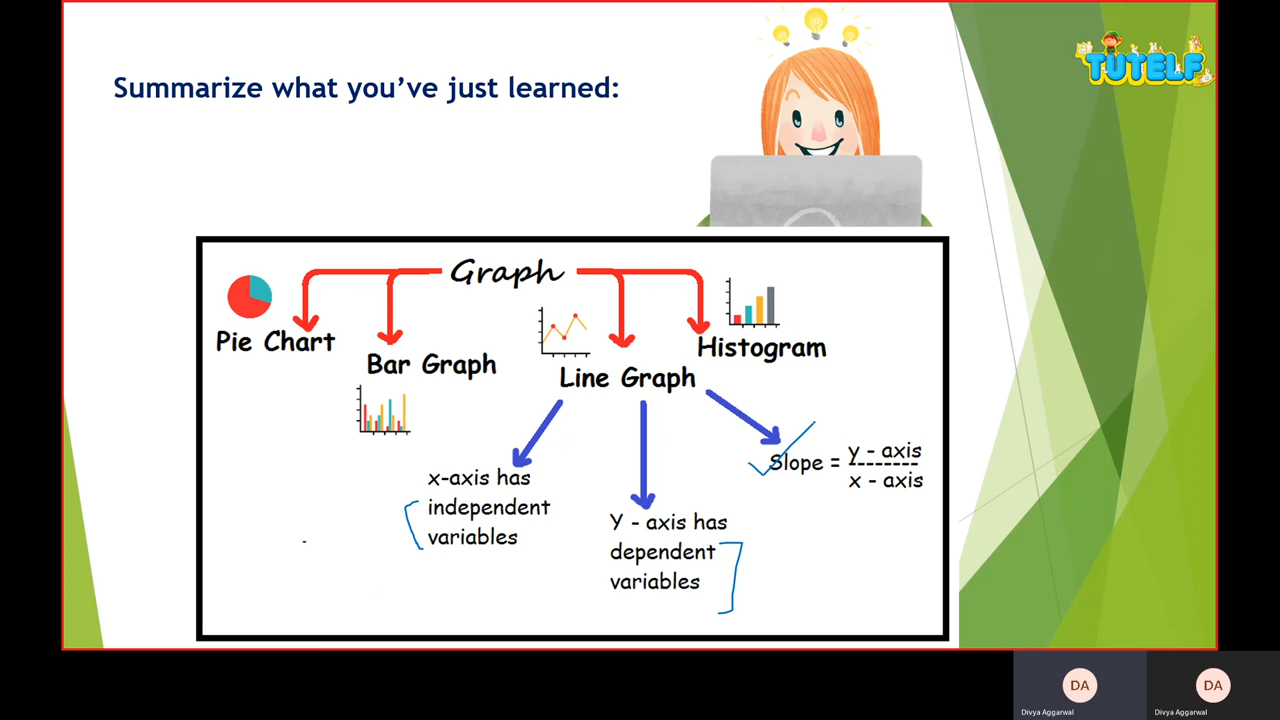 Summarize what you've just learned:
TUTELF
Graph
Pie Chart
Bar Graph
Line Graph
Histogram
x-axis has
independent
variables
Y - axis has
dependent
variables
Slope = y - axis
--------
x - axis
DA
Divya Aggarwal
DA
Divya Aggarwal